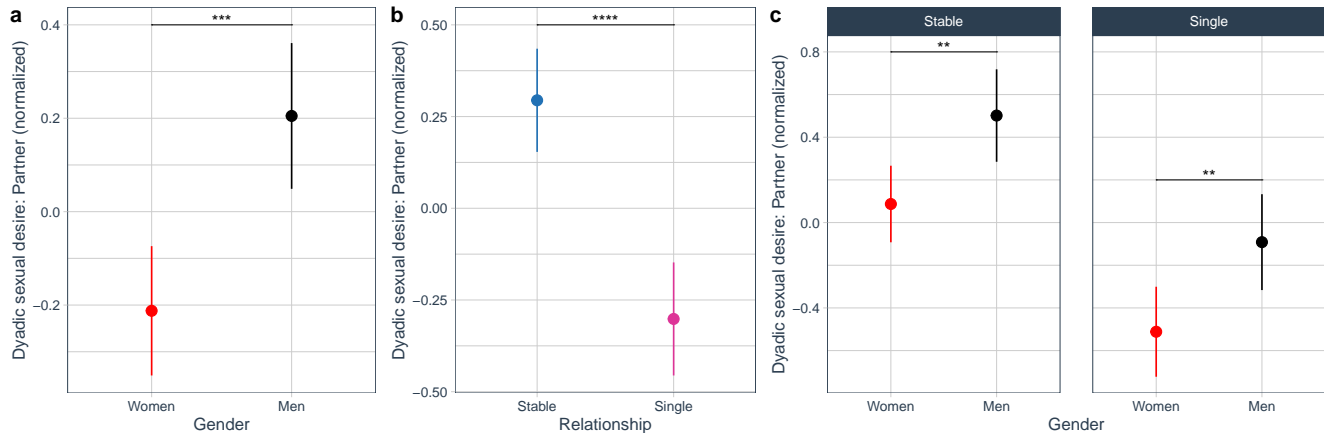 a
Dyadic sexual desire: Partner (normalized)
0.4
0.2
0.0
−0.2
***
Women
Men
Gender
b
Dyadic sexual desire: Partner (normalized)
0.50
0.25
0.00
−0.25
−0.50
****
Stable
Single
Relationship
c
Dyadic sexual desire: Partner (normalized)
0.8
0.4
0.0
−0.4
Stable
**
Women
Men
Single
**
Women
Men
Gender